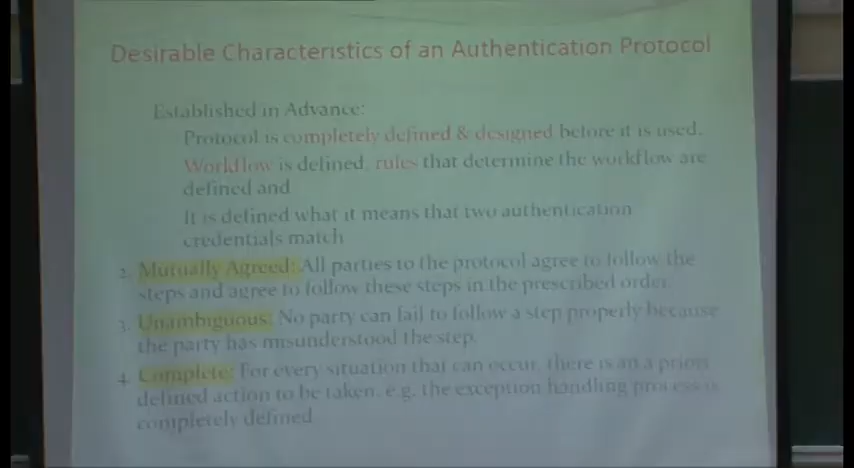 Desirable Characteristics of an Authentication Protocol
Established in Advance:
Protocol is completely defined & designed before it is used.
Workflow is defined, rules that determine the workflow are
defined and
It is defined what it means that two authentication
credentials match
2. Mutually Agreed: All parties to the protocol agree to follow the
steps and agree to follow these steps in the prescribed order
3. Unambiguous: No party can fail to follow a step properly because
the party has misunderstood the step.
4. Complete: For every situation that can occur, there is an a priori
defined action to be taken, e.g. the exception handling process is
completely defined